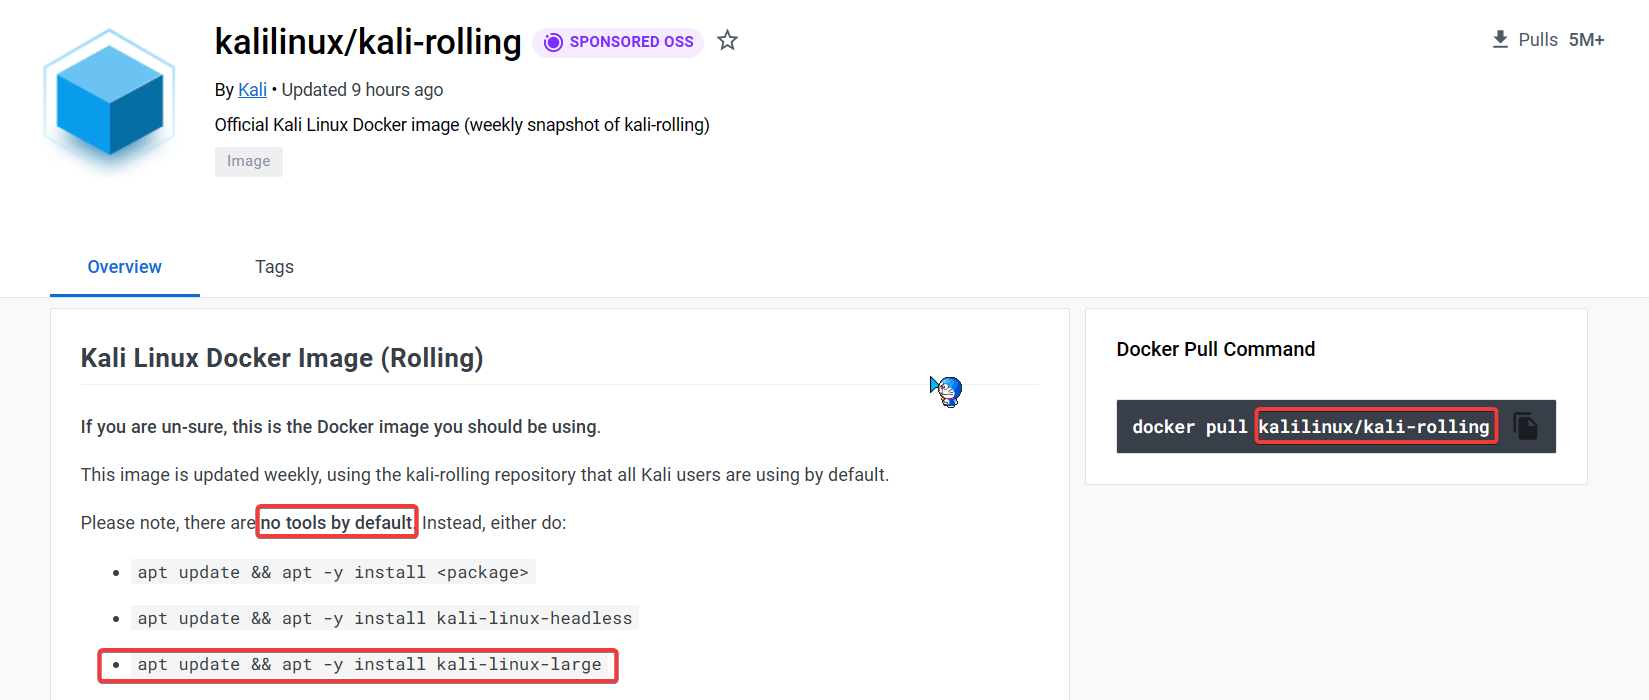 kalilinux/kali-rolling SPONSORED OSS
Pulls 5M+
By Kali • Updated 9 hours ago
Official Kali Linux Docker image (weekly snapshot of kali-rolling)
Image
Overview Tags
Kali Linux Docker Image (Rolling)
If you are un-sure, this is the Docker image you should be using.
This image is updated weekly, using the kali-rolling repository that all Kali users are using by default.
Please note, there are no tools by default. Instead, either do:
• apt update && apt -y install <package>
• apt update && apt -y install kali-linux-headless
• apt update && apt -y install kali-linux-large
Docker Pull Command
docker pull kalilinux/kali-rolling